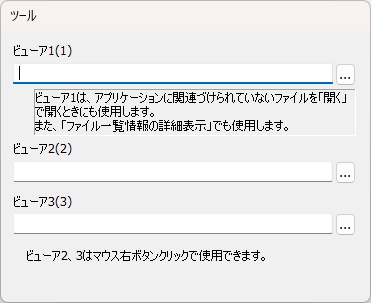 ツール
ビューア1(1)
...
ビューア1は、アプリケーションに関連づけられていないファイルを「開く」
で開くときにも使用します。
また、「ファイル一覧情報の詳細表示」でも使用します。
ビューア2(2)
...
ビューア3(3)
...
ビューア2、3はマウス右ボタンクリックで使用できます。